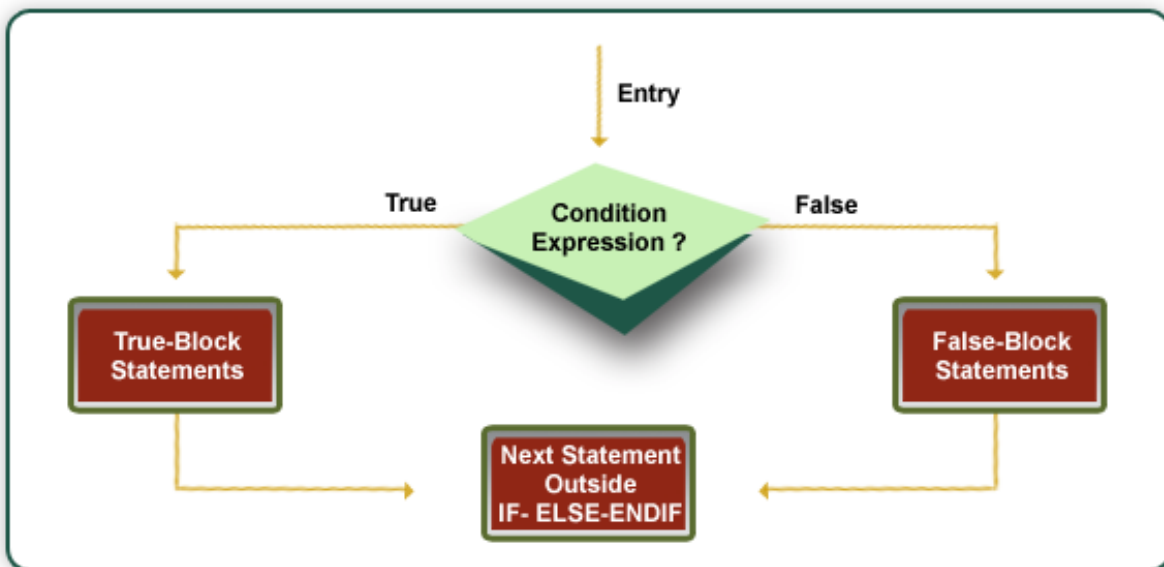 Entry
True
False
Condition
Expression ?
True-Block
Statements
False-Block
Statements
Next Statement
Outside
IF- ELSE-ENDIF